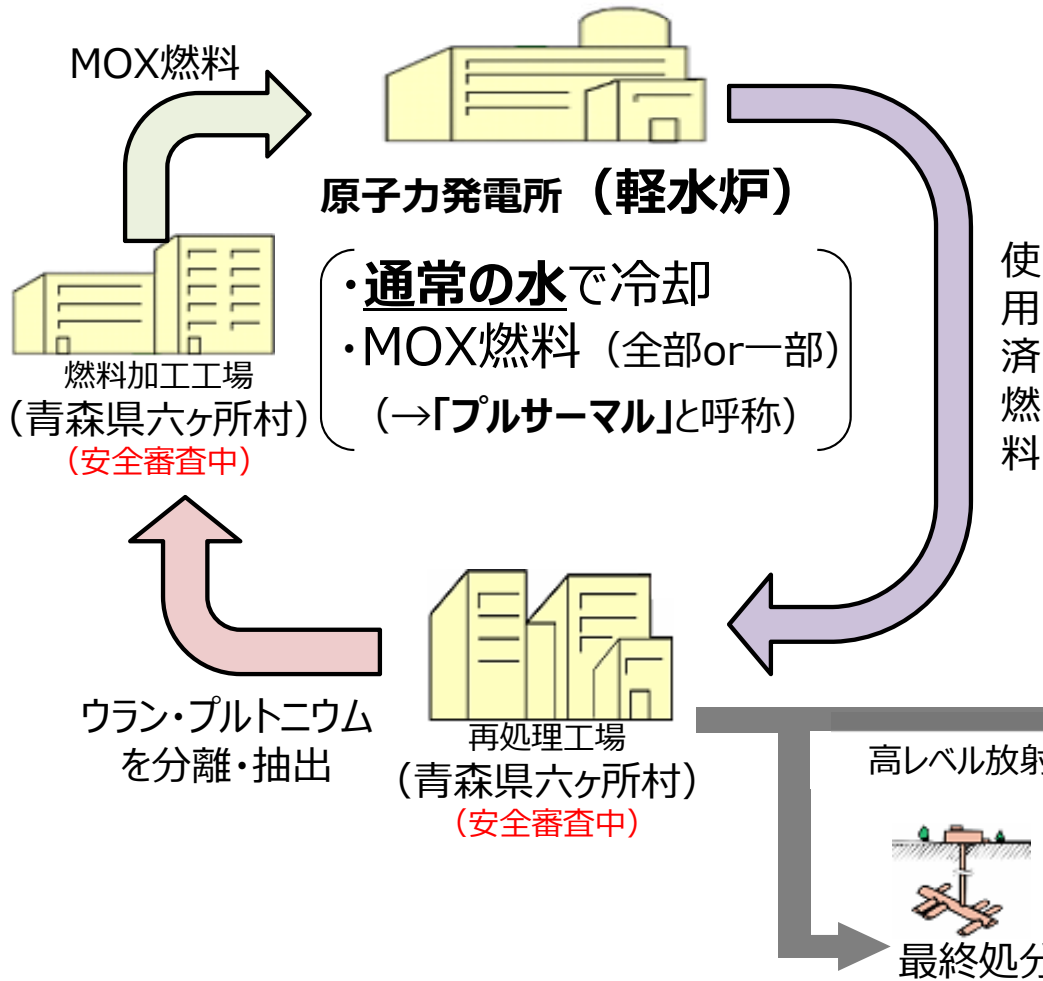 MOX燃料
原子力発電所（軽水炉）
・通常の水で冷却
・MOX燃料（全部or一部）
（→「プルサーマル」と呼称）
使用済燃料
燃料加工工場
（青森県六ヶ所村）
（安全審査中）
ウラン・プルトニウム
を分離・抽出
再処理工場
（青森県六ヶ所村）
（安全審査中）
高レベル放射
最終処分